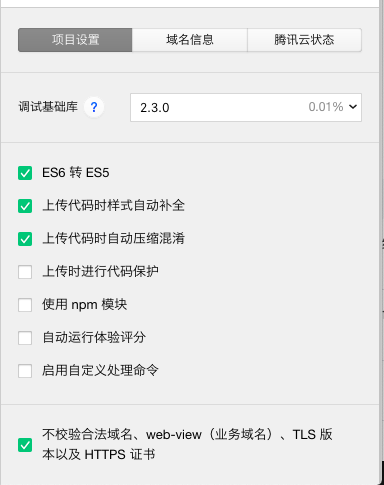 项目设置 域名信息 腾讯云状态
调试基础库 ? 2.3.0 0.01%
ES6 转 ES5
上传代码时样式自动补全
上传代码时自动压缩混淆
上传时进行代码保护
使用 npm 模块
自动运行体验评分
启用自定义处理命令
不校验合法域名、web-view（业务域名）、TLS 版
本以及 HTTPS 证书